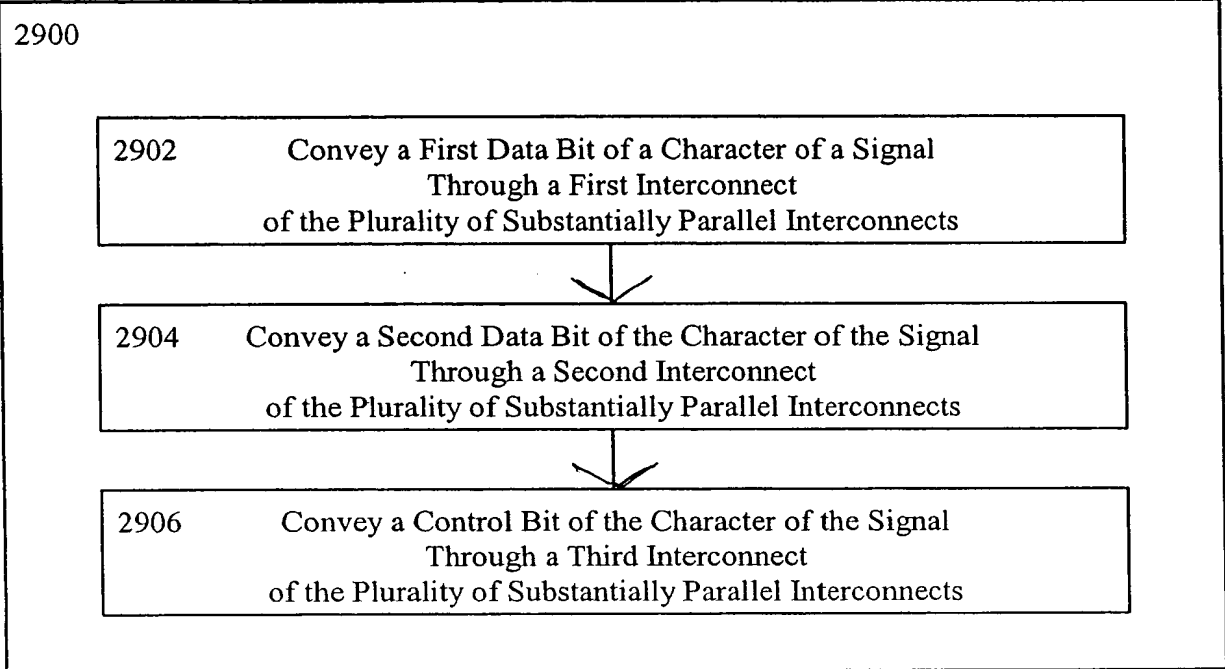 2900
2902 Convey a First Data Bit of a Character of a Signal
Through a First Interconnect
of the Plurality of Substantially Parallel Interconnects
2904 Convey a Second Data Bit of the Character of the Signal
Through a Second Interconnect
of the Plurality of Substantially Parallel Interconnects
2906 Convey a Control Bit of the Character of the Signal
Through a Third Interconnect
of the Plurality of Substantially Parallel Interconnects